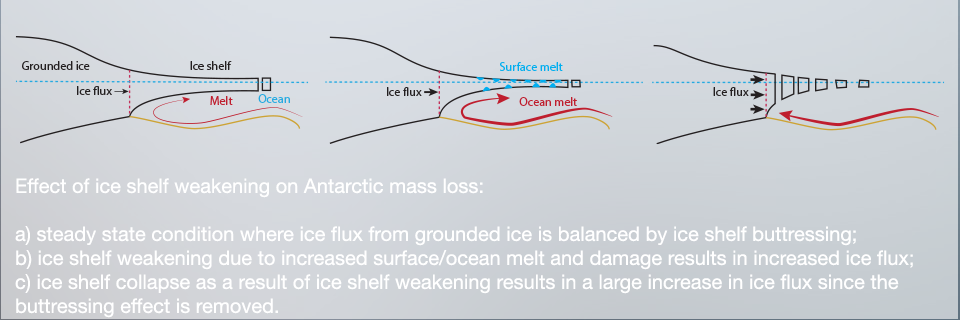 Grounded ice
Ice shelf
Ice flux
Melt
Ocean
Surface melt
Ice flux
Ocean melt
Ice flux
Effect of ice shelf weakening on Antarctic mass loss:
a) steady state condition where ice flux from grounded ice is balanced by ice shelf buttressing;
b) ice shelf weakening due to increased surface/ocean melt and damage results in increased ice flux;
c) ice shelf collapse as a result of ice shelf weakening results in a large increase in ice flux since the
buttressing effect is removed.